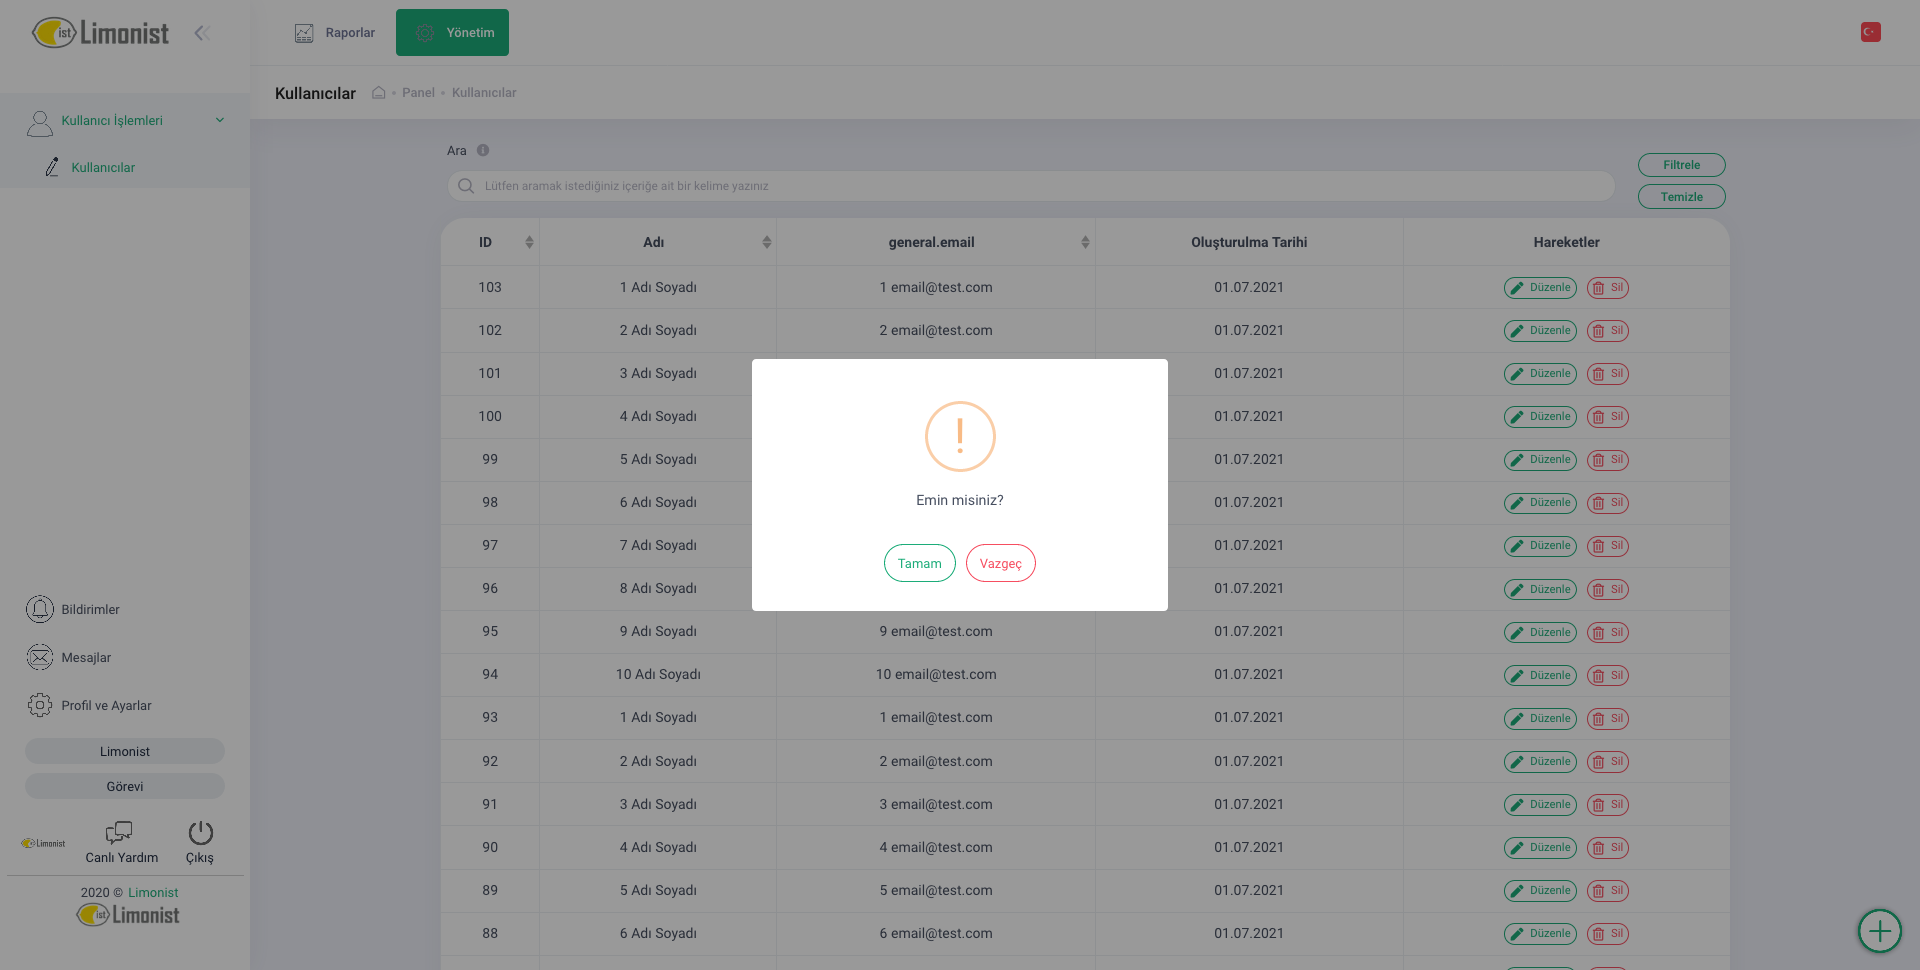 Limonist
Raporlar
Yönetim
Kullanıcılar
Panel • Kullanıcılar
Kullanıcı İşlemleri
Kullanıcılar
Ara
Lütfen aramak istediğiniz içeriğe ait bir kelime yazınız
Filtrele
Temizle
ID Adı general.email Oluşturulma Tarihi Hareketler
103 1 Adı Soyadı 1 email@test.com 01.07.2021 Düzenle Sil
102 2 Adı Soyadı 2 email@test.com 01.07.2021 Düzenle Sil
101 3 Adı Soyadı 01.07.2021 Düzenle Sil
100 4 Adı Soyadı 01.07.2021 Düzenle Sil
99 5 Adı Soyadı 01.07.2021 Düzenle Sil
98 6 Adı Soyadı 01.07.2021 Düzenle Sil
97 7 Adı Soyadı 01.07.2021 Düzenle Sil
96 8 Adı Soyadı 01.07.2021 Düzenle Sil
95 9 Adı Soyadı 9 email@test.com 01.07.2021 Düzenle Sil
94 10 Adı Soyadı 10 email@test.com 01.07.2021 Düzenle Sil
93 1 Adı Soyadı 1 email@test.com 01.07.2021 Düzenle Sil
92 2 Adı Soyadı 2 email@test.com 01.07.2021 Düzenle Sil
91 3 Adı Soyadı 3 email@test.com 01.07.2021 Düzenle Sil
90 4 Adı Soyadı 4 email@test.com 01.07.2021 Düzenle Sil
89 5 Adı Soyadı 5 email@test.com 01.07.2021 Düzenle Sil
88 6 Adı Soyadı 6 email@test.com 01.07.2021 Düzenle Sil
Emin misiniz?
Tamam
Vazgeç
Bildirimler
Mesajlar
Profil ve Ayarlar
Limonist
Görevi
Limonist
Canlı Yardım
Çıkış
2020 © Limonist
ist Limonist